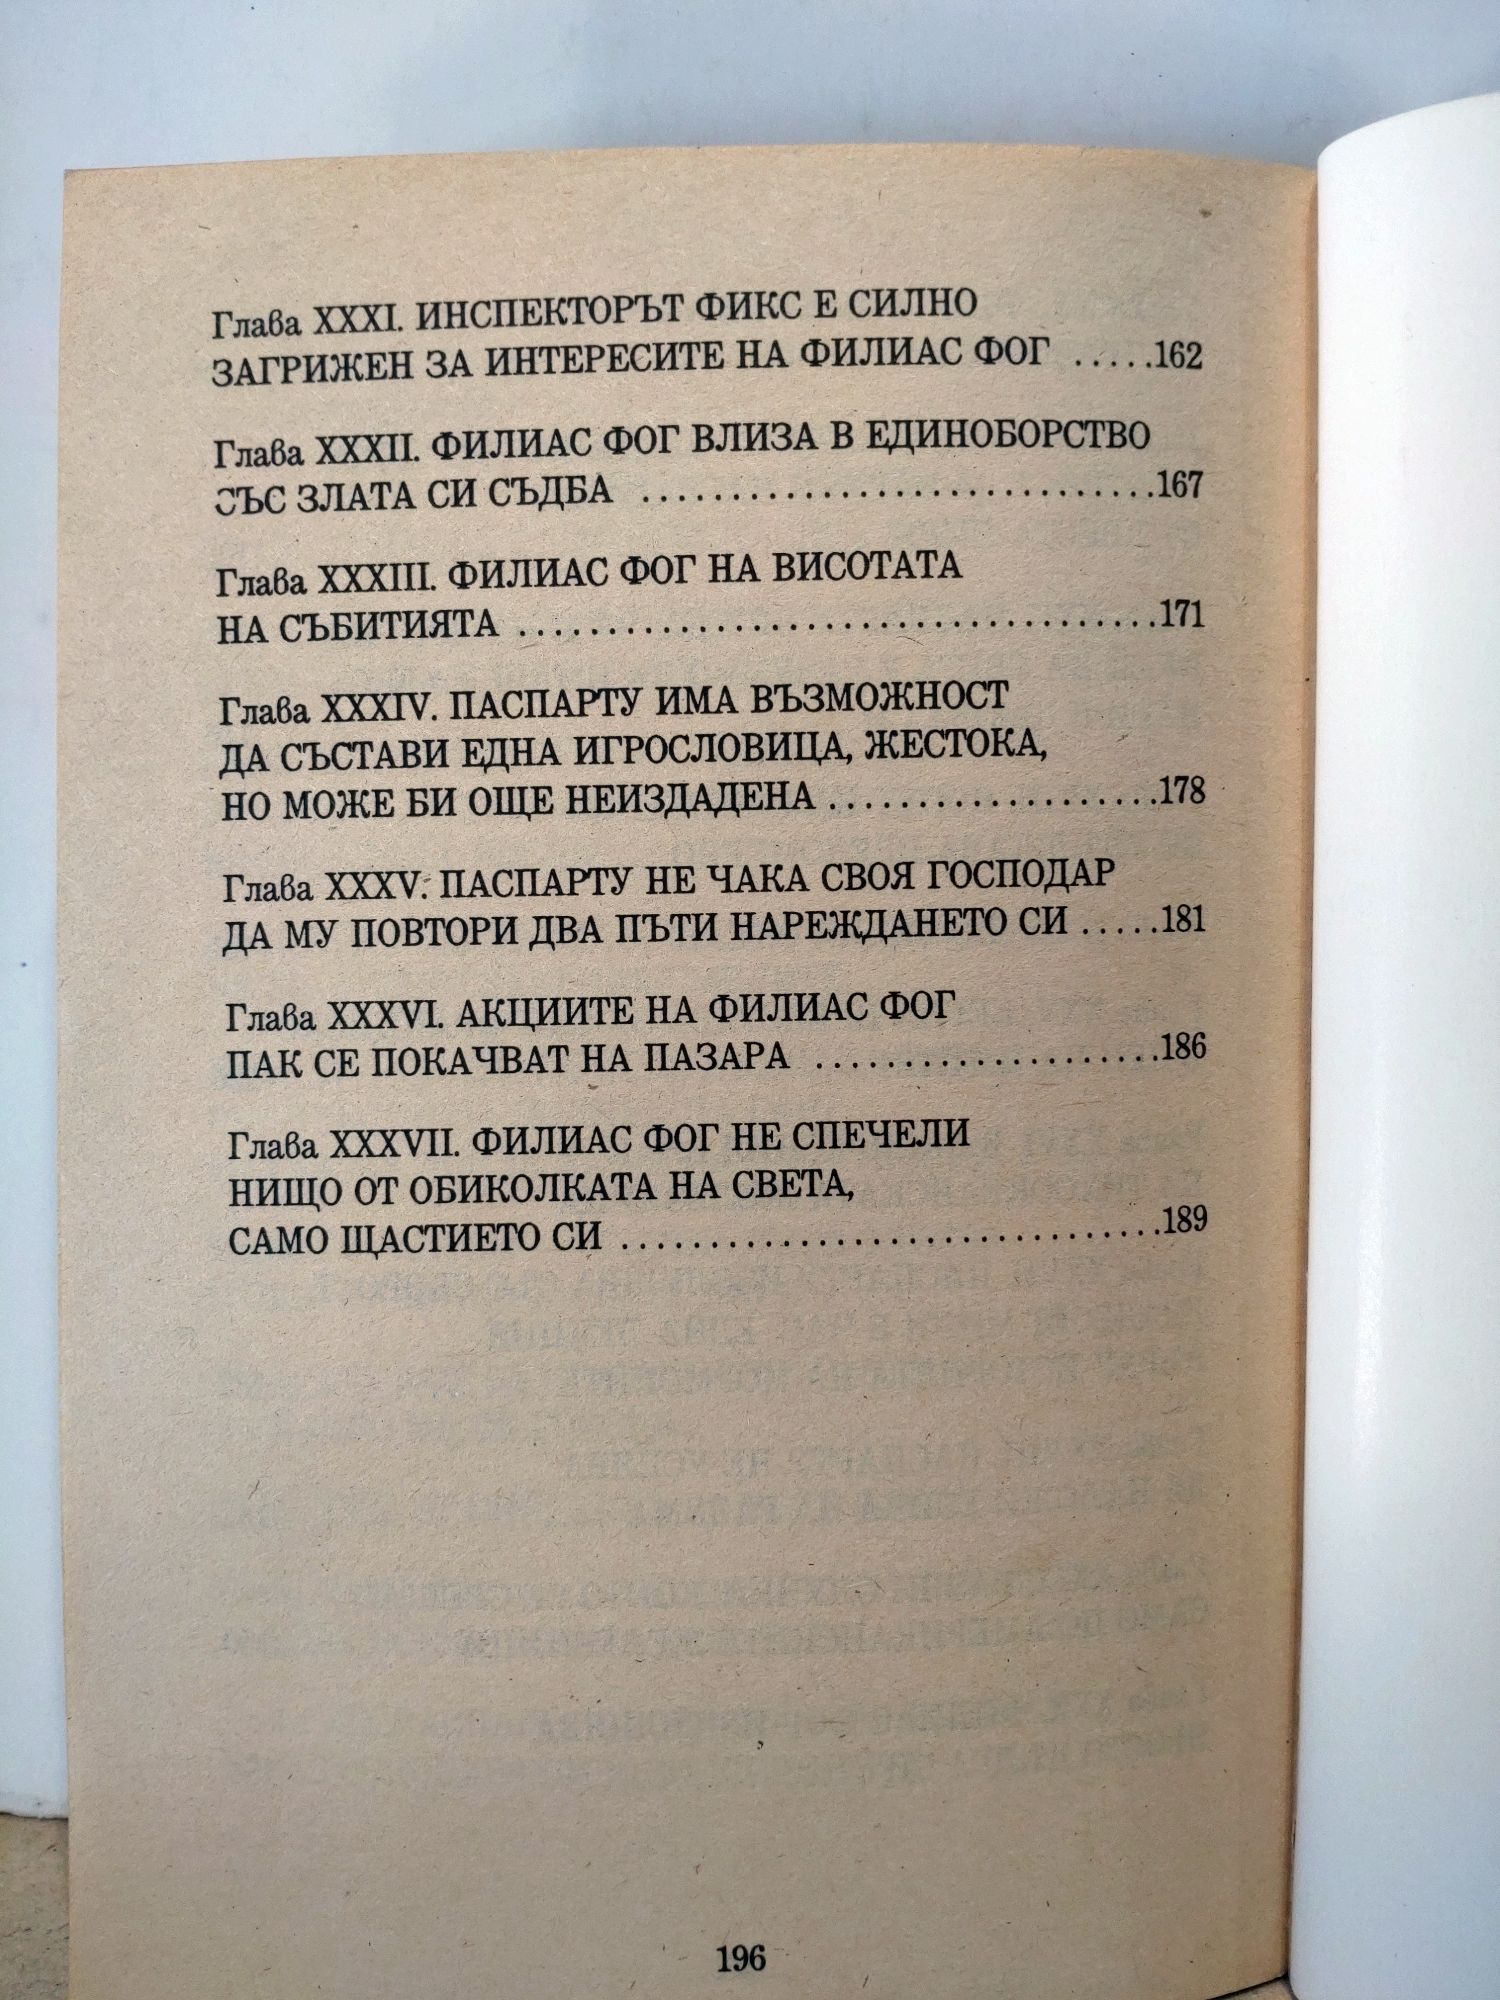 Глава XXXI. ИНСПЕКТОРЪТ ФИКС Е СИЛНО
ЗАГРИЖЕН ЗА ИНТЕРЕСИТЕ НА ФИЛИАС ФОГ .....162
Глава XXXII. ФИЛИАС ФОГ ВЛИЗА В ЕДИНОБОРСТВО
СЪС ЗЛАТА СИ СЪДБА ..............................167
Глава XXXIII. ФИЛИАС ФОГ НА ВИСОТАТА
НА СЪБИТИЯТА .....................................171
Глава XXXIV. ПАСПАРТУ ИМА ВЪЗМОЖНОСТ
ДА СЪСТАВИ ЕДНА ИГРОСЛОВИЦА, ЖЕСТОКА,
НО МОЖЕ БИ ОЩЕ НЕИЗДАДЕНА ...................178
Глава XXXV. ПАСПАРТУ НЕ ЧАКА СВОЯ ГОСПОДАР
ДА МУ ПОВТОРИ ДВА ПЪТИ НАРЕЖДАНЕТО СИ .....181
Глава XXXVI. АКЦИИТЕ НА ФИЛИАС ФОГ
ПАК СЕ ПОКАЧВАТ НА ПАЗАРА ....................186
Глава XXXVII. ФИЛИАС ФОГ НЕ СПЕЧЕЛИ
НИЩО ОТ ОБИКОЛКАТА НА СВЕТА,
САМО ЩАСТИЕТО СИ ...............................189
196